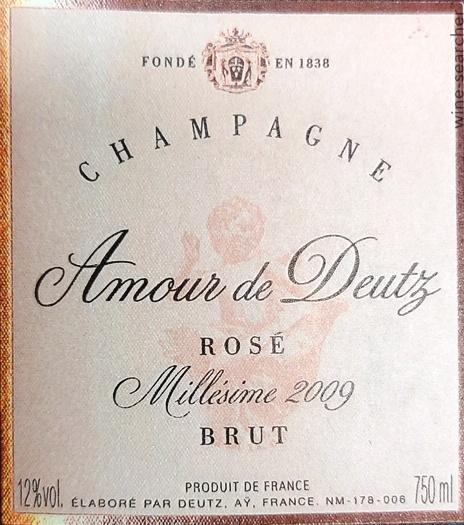 FONDÉ EN 1838
CHAMPAGNE
Amour de Deutz
ROSÉ
Millésime 2009
BRUT
PRODUIT DE FRANCE
12%vol. ÉLABORÉ PAR DEUTZ, AŸ, FRANCE. NM-178-006 750 ml
wine-searcher